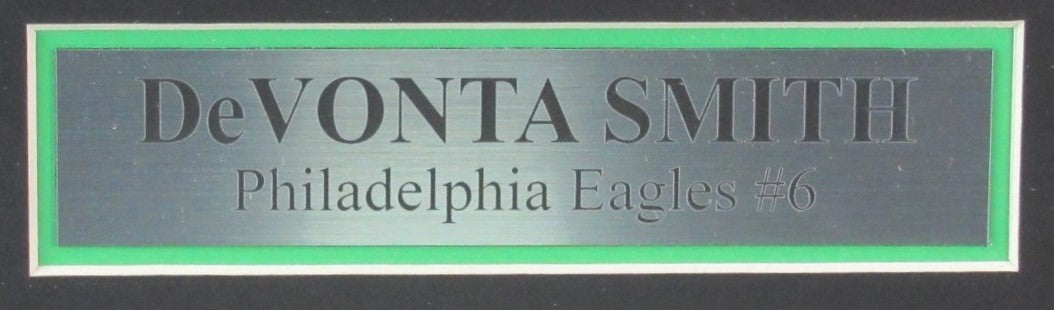 DeVONTA SMITH
Philadelphia Eagles #6